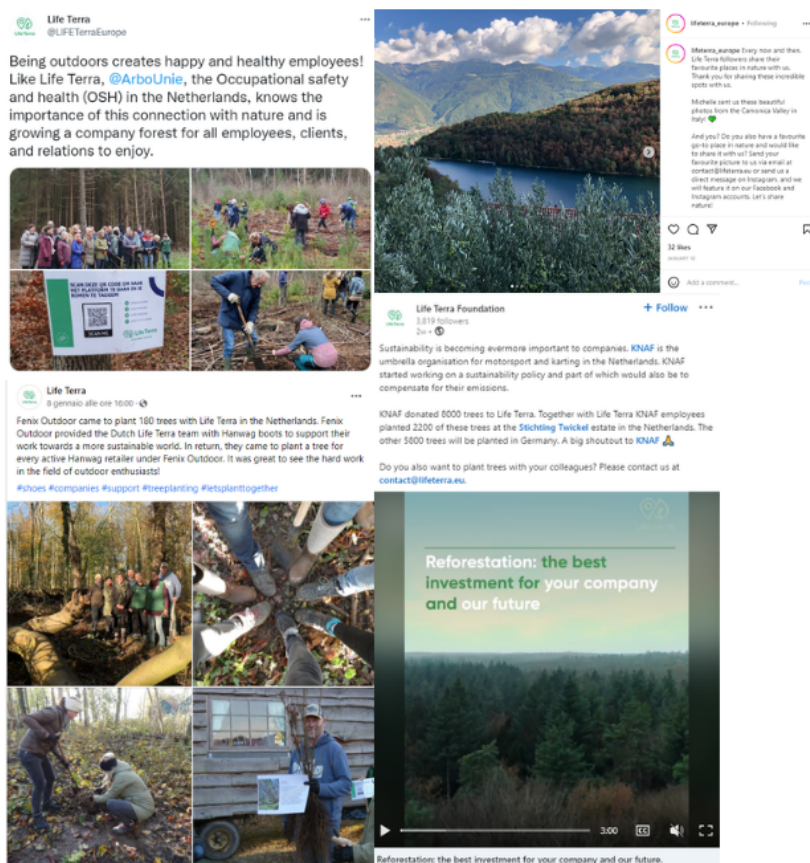 Life Terra
@LIFETerraEurope
Being outdoors creates happy and healthy employees!
Like Life Terra, @ArboUnie, the Occupational safety
and health (OSH) in the Netherlands, knows the
importance of this connection with nature and is
growing a company forest for all employees, clients,
and relations to enjoy.
SCAN DEZE QR CODE OM NAAR
HET PLATFORM TE GAAN EN JE
BOMEN TE TAGGEN
SCAN ME
Life Terra
Life Terra
8 gennaio alle ore 16:00
Fenix Outdoor came to plant 180 trees with Life Terra in the Netherlands. Fenix
Outdoor provided the Dutch Life Terra team with Hanwag boots to support their
work towards a more sustainable world. In return, they came to plant a tree for
every active Hanwag retailer under Fenix Outdoor. It was great to see the hard work
in the field of outdoor enthusiasts!
#shoes #companies #support #treeplanting #letsplanttogether
lifeterra_europe • Following
lifeterra_europe Every now and then,
Life Terra followers share their
favourite places in nature with us.
Thank you for sharing these incredible
spots with us.
Michelle sent us these beautiful
photos from the Camonica Valley in
Italy! 💚
And you? Do you also have a favourite
go-to place in nature and would like
to share it with us? Send your
favourite picture to us via email at
contact@lifeterra.eu or send us a
direct message on Instagram, and we
will feature it on our Facebook and
Instagram accounts. Let's share
nature!
32 likes
Add a comment...
Life Terra Foundation
+ Follow
3,819 followers
2w •
Sustainability is becoming evermore important to companies. KNAF is the
umbrella organisation for motorsport and karting in the Netherlands. KNAF
started working on a sustainability policy and part of which would also be to
compensate for their emissions.
KNAF donated 8000 trees to Life Terra. Together with Life Terra KNAF employees
planted 2200 of these trees at the Stichting Twickel estate in the Netherlands. The
other 5800 trees will be planted in Germany. A big shoutout to KNAF 🙏
Do you also want to plant trees with your colleagues? Please contact us at
contact@lifeterra.eu.
Reforestation: the best
investment for your company
and our future
3:00
CC
Reforestation: the best investment for your company and our future.